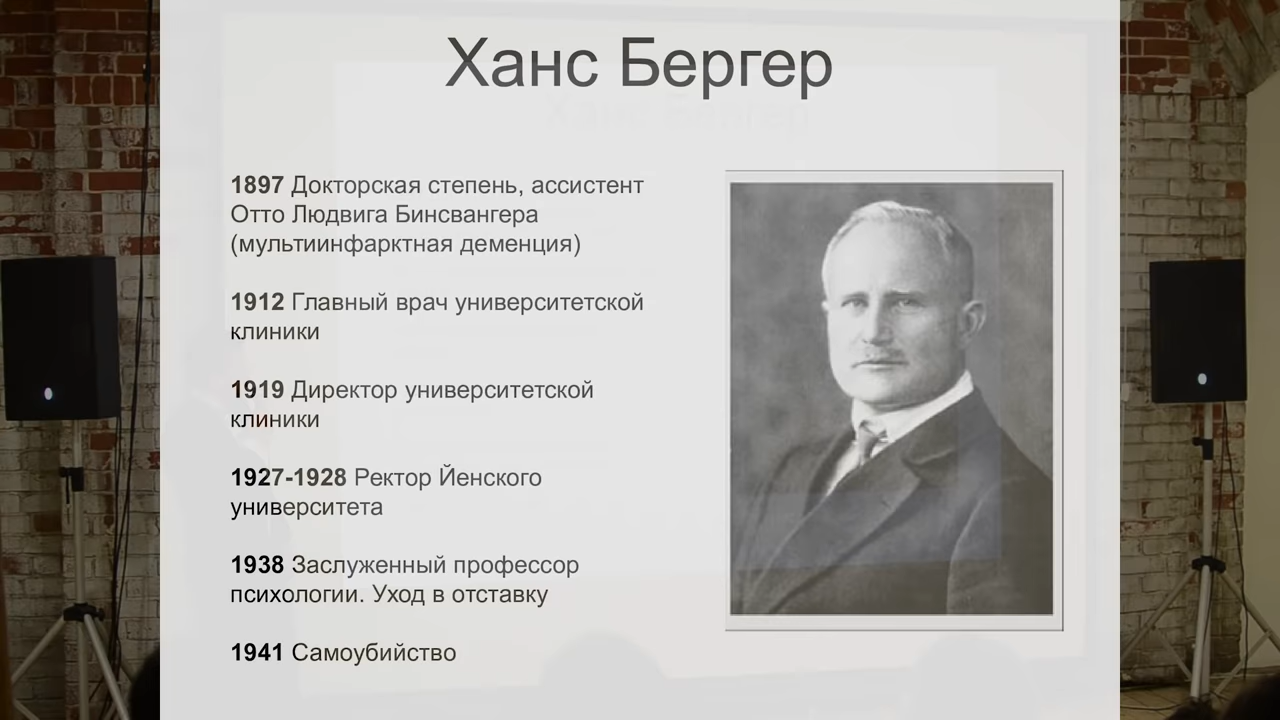 Ханс Бергер
1897 Докторская степень, ассистент
Отто Людвига Бинсвангера
(мультиинфарктная деменция)
1912 Главный врач университетской
клиники
1919 Директор университетской
клиники
1927-1928 Ректор Йенского
университета
1938 Заслуженный профессор
психологии. Уход в отставку
1941 Самоубийство